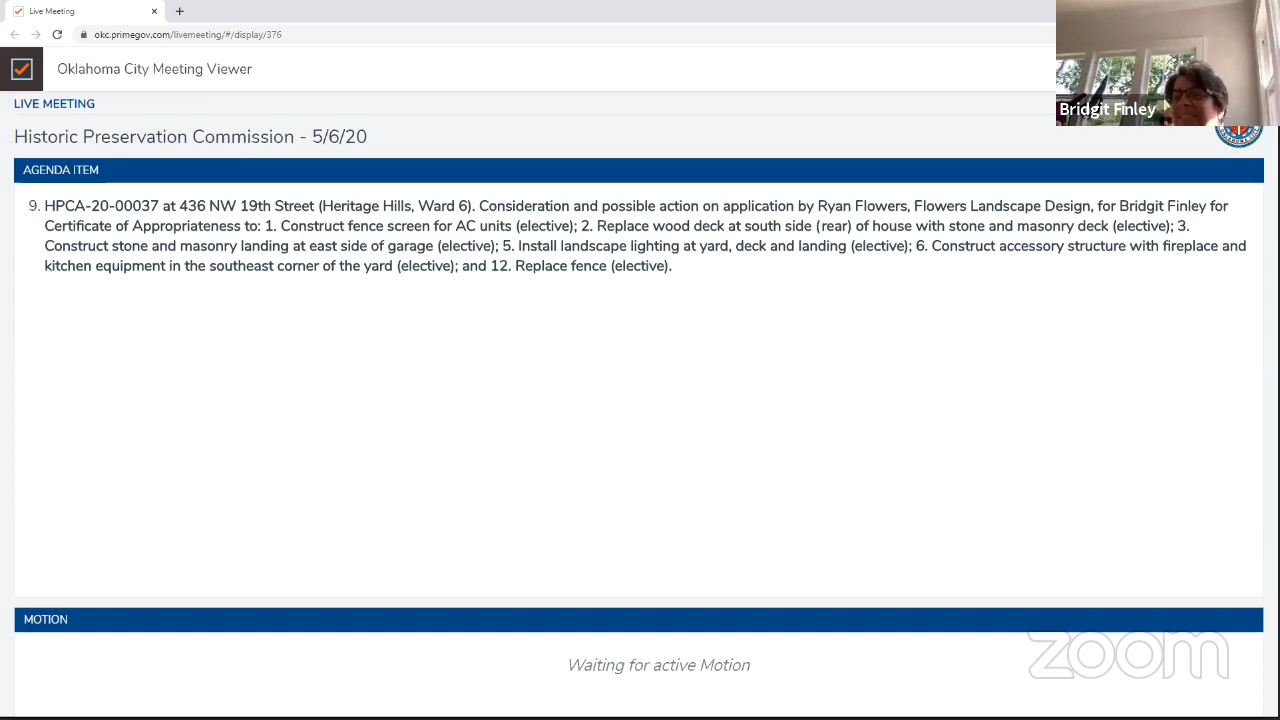 Live Meeting
okc.primegov.com/livemeeting/#/display/376
Oklahoma City Meeting Viewer
Bridgit Finley
LIVE MEETING
Historic Preservation Commission - 5/6/20
AGENDA ITEM
9. HPCA-20-00037 at 436 NW 19th Street (Heritage Hills, Ward 6). Consideration and possible action on application by Ryan Flowers, Flowers Landscape Design, for Bridgit Finley for
Certificate of Appropriateness to: 1. Construct fence screen for AC units (elective); 2. Replace wood deck at south side (rear) of house with stone and masonry deck (elective); 3.
Construct stone and masonry landing at east side of garage (elective); 5. Install landscape lighting at yard, deck and landing (elective); 6. Construct accessory structure with fireplace and
kitchen equipment in the southeast corner of the yard (elective); and 12. Replace fence (elective).
MOTION
Waiting for active Motion
zoom